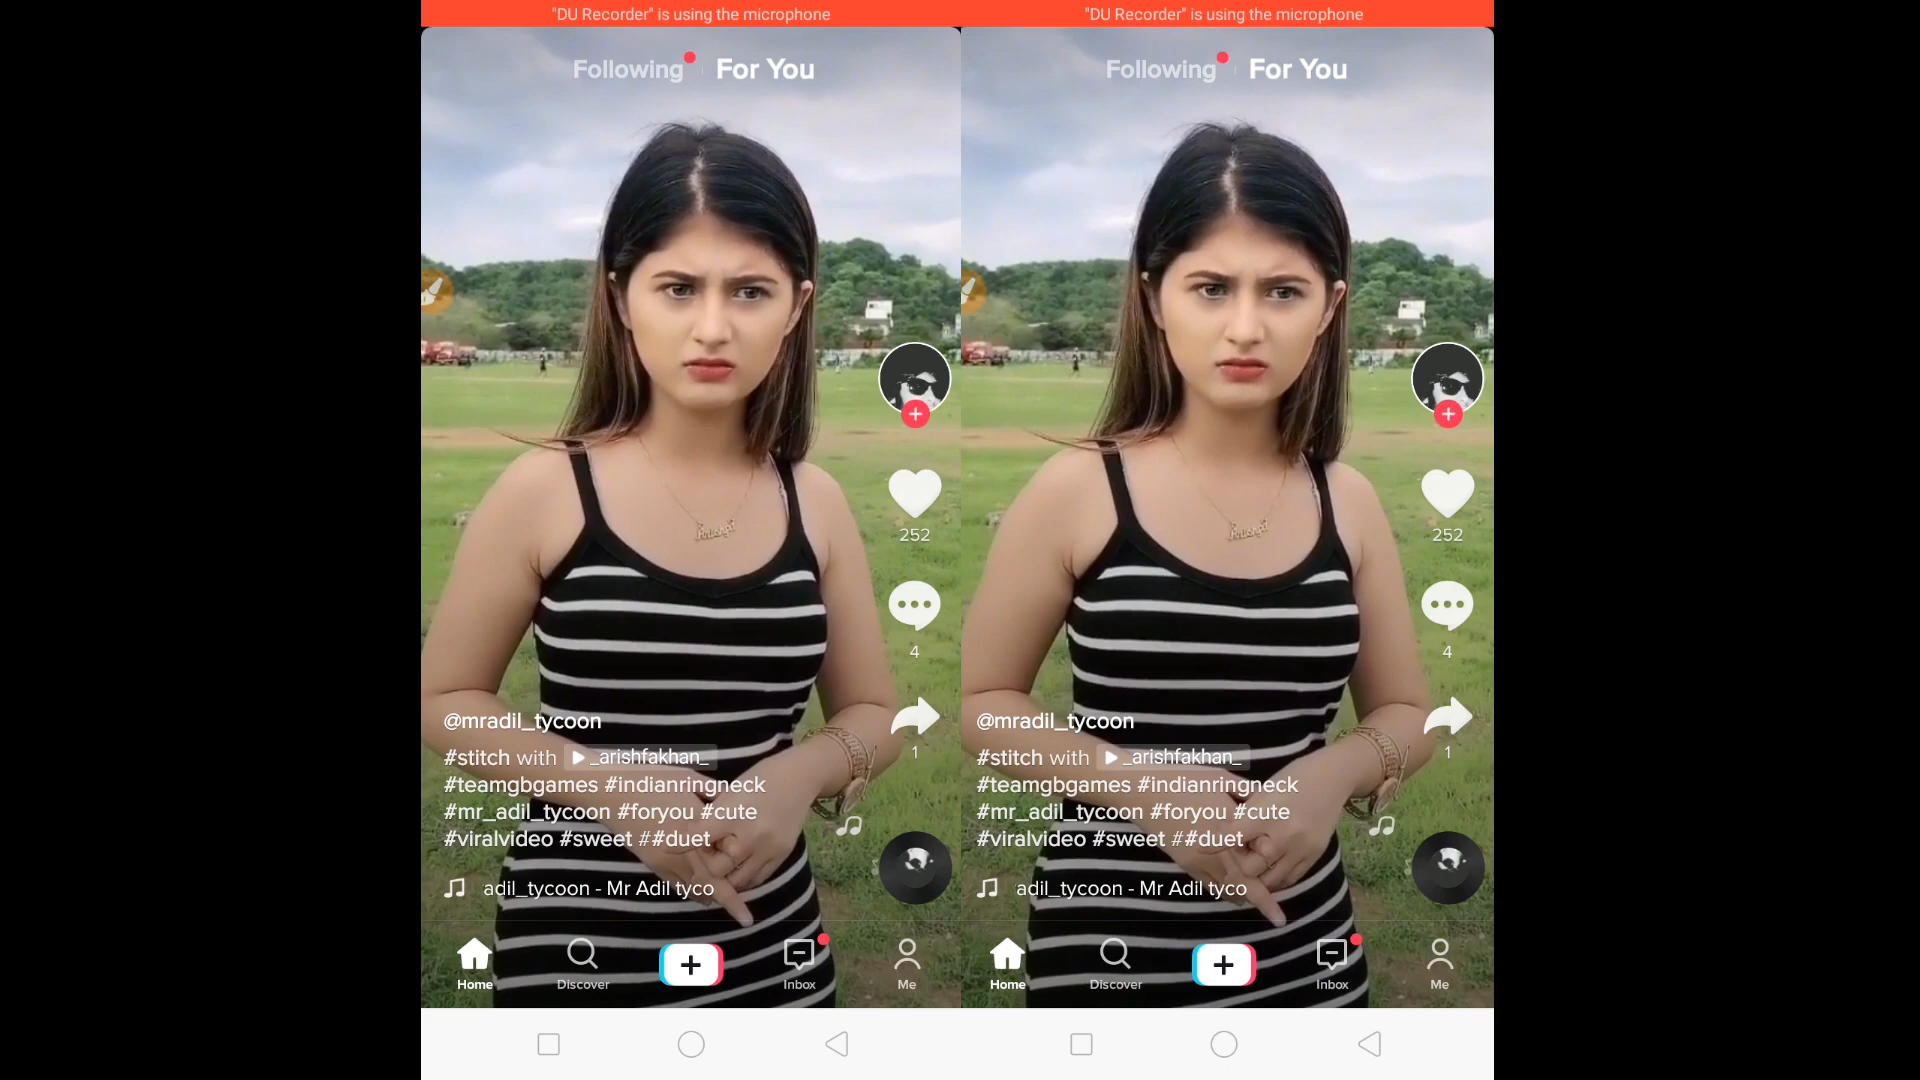 "DU Recorder" is using the microphone
Following For You
252
4
@mradil_tycoon
1
#stitch with _arishfakhan_
#teamgbgames #indianringneck
#mr_adil_tycoon #foryou #cute
#viralvideo #sweet ##duet
adil_tycoon - Mr Adil tyco
Home Discover Inbox Me
"DU Recorder" is using the microphone
Following For You
252
4
@mradil_tycoon
1
#stitch with _arishfakhan_
#teamgbgames #indianringneck
#mr_adil_tycoon #foryou #cute
#viralvideo #sweet ##duet
adil_tycoon - Mr Adil tyco
Home Discover Inbox Me